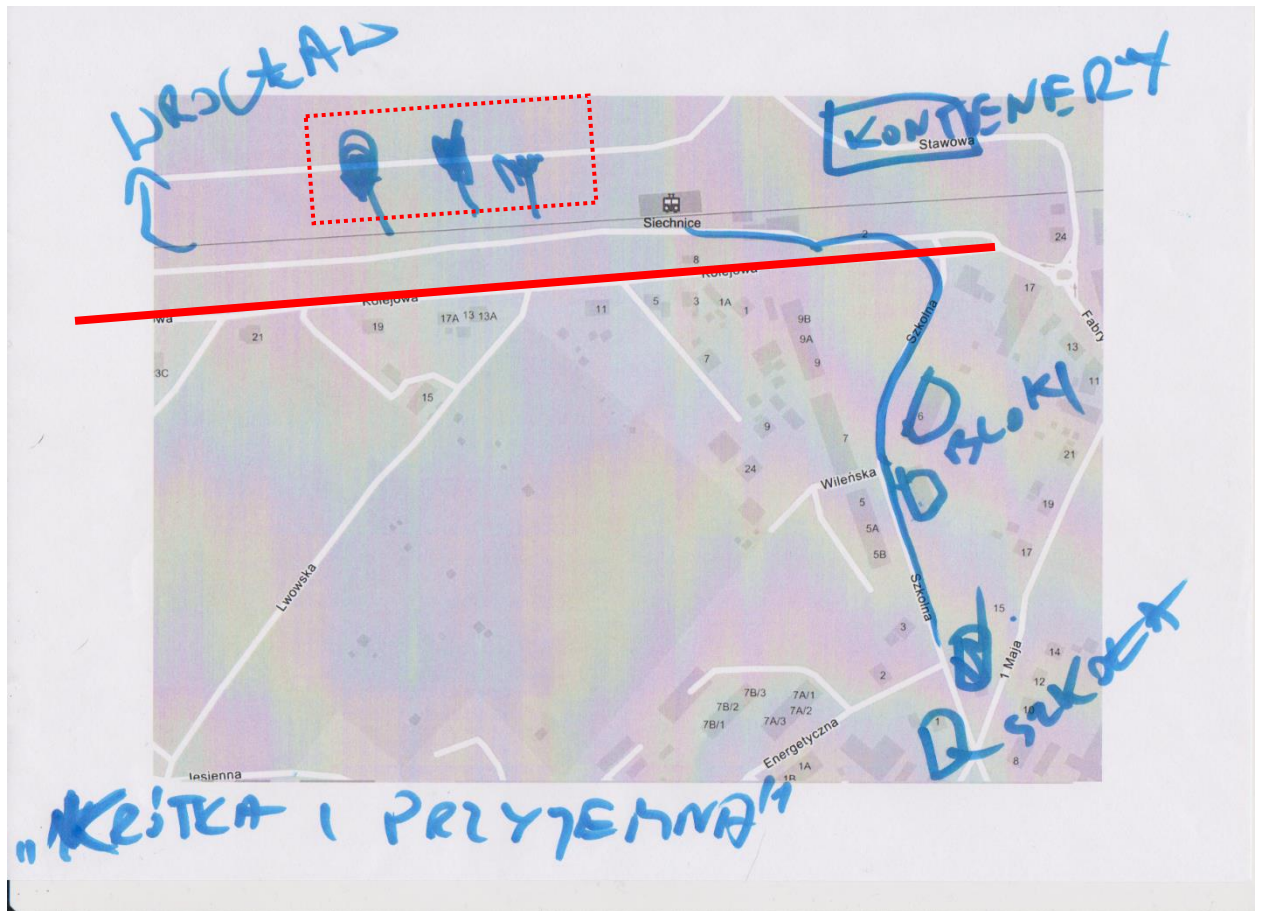 WROCŁAW
KONTENERY
Stawowa
Siechnice
2
24
8
Kolejowa
Kolejowa
17
wa
21
19
17A 13 13A
11
5
3
1A
1
9B
9A
9
Szkolna
Fabry
13
11
3C
15
7
6
BLOKI
9
7
24
21
Wileńska
5
5A
5B
19
17
Lwowska
Szkolna
15
3
2
1 Maja
14
12
10
SZKOŁA
7B/3
7B/2
7B/1
7A/1
7A/2
7A/3
Energetyczna
1
8
1A
1B
Jesienna
„KRÓTKA I PRZYJEMNA"